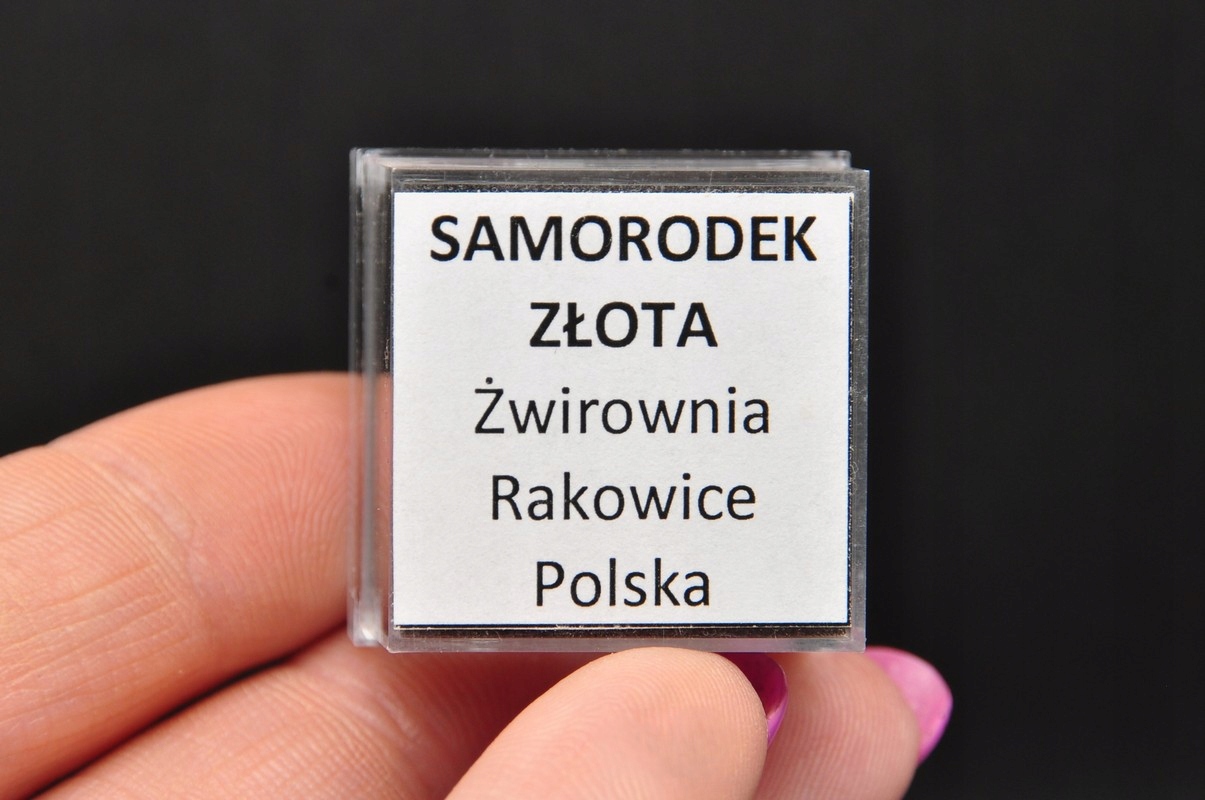 SAMORODEK
ZŁOTA
Żwirownia
Rakowice
Polska